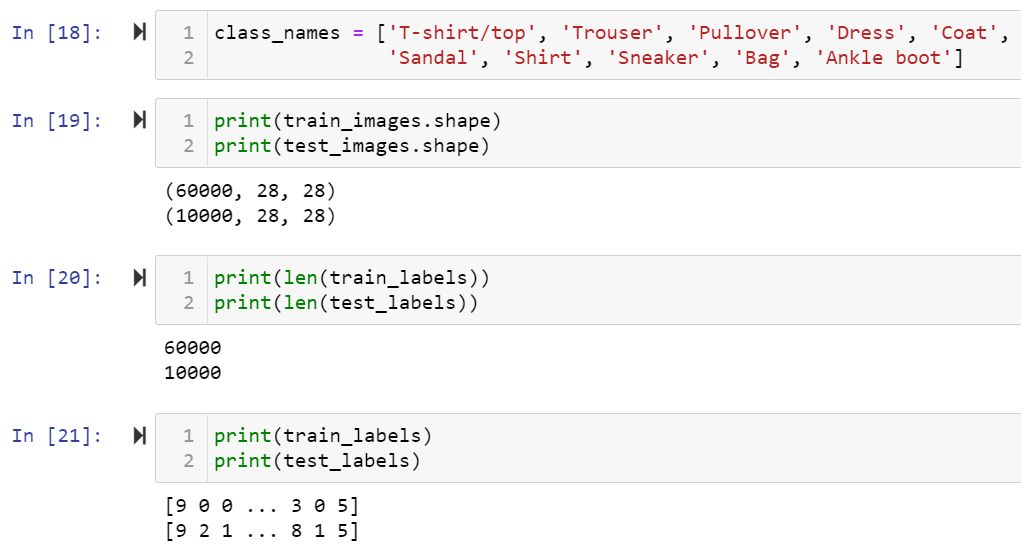 In [18]:
1 class_names = ['T-shirt/top', 'Trouser', 'Pullover', 'Dress', 'Coat',
2                'Sandal', 'Shirt', 'Sneaker', 'Bag', 'Ankle boot']
In [19]:
1 print(train_images.shape)
2 print(test_images.shape)
(60000, 28, 28)
(10000, 28, 28)
In [20]:
1 print(len(train_labels))
2 print(len(test_labels))
60000
10000
In [21]:
1 print(train_labels)
2 print(test_labels)
[9 0 0 ... 3 0 5]
[9 2 1 ... 8 1 5]